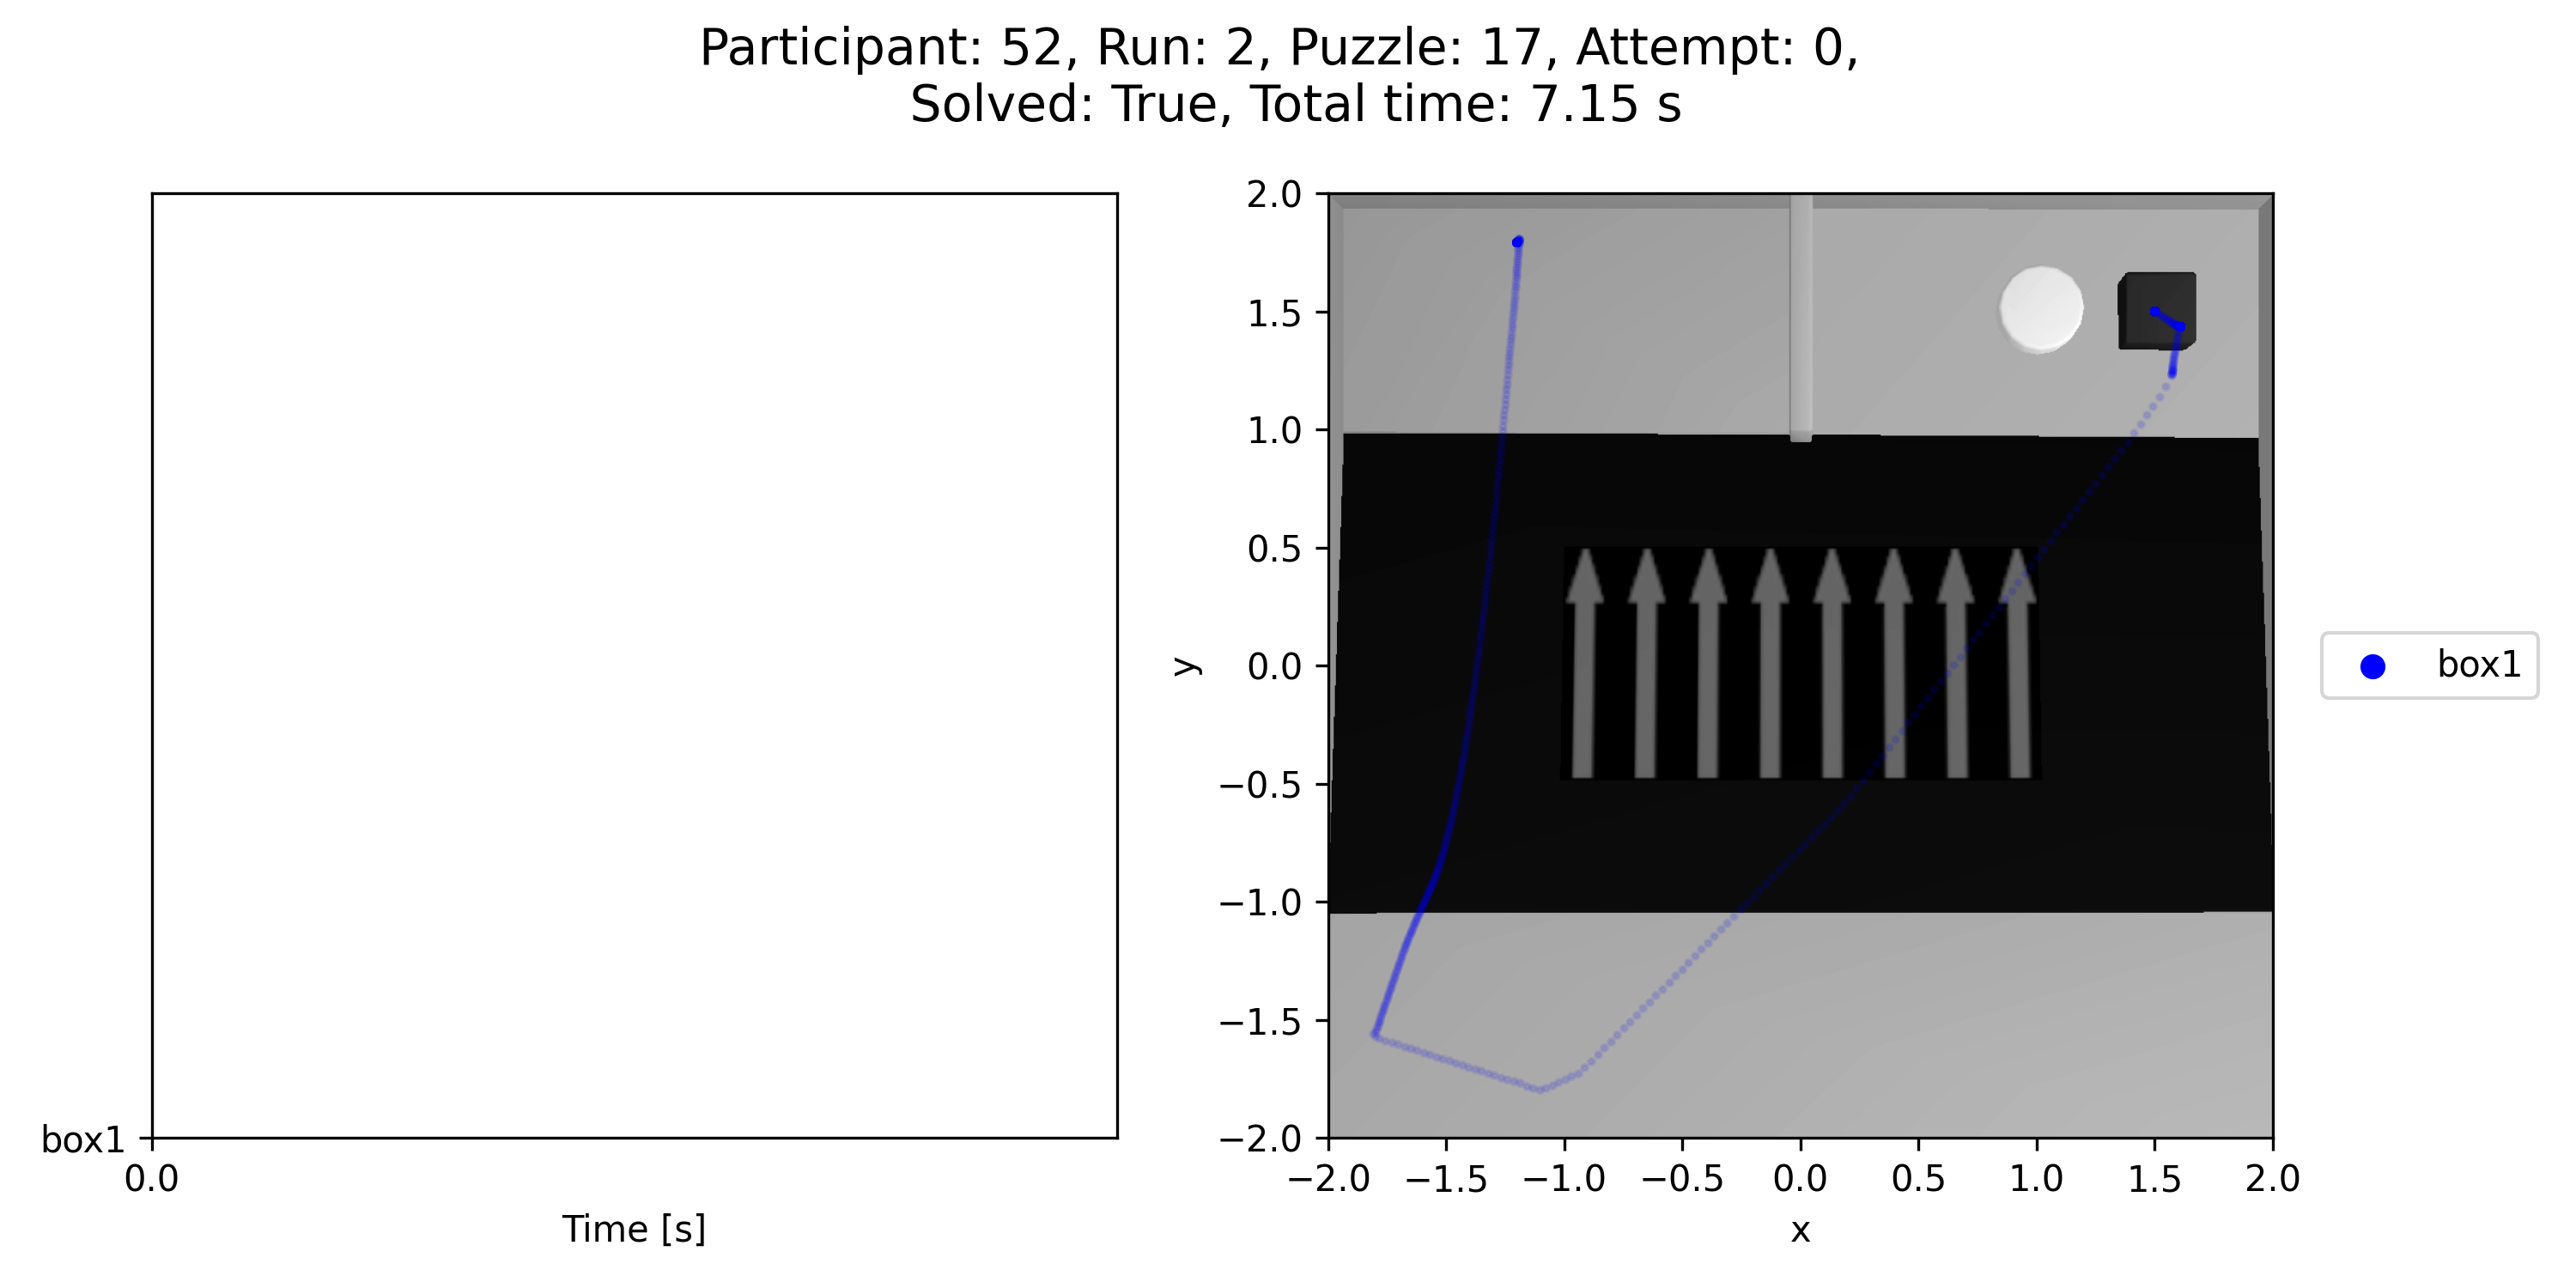 Participant: 52, Run: 2, Puzzle: 17, Attempt: 0,
Solved: True, Total time: 7.15 s
box1
0.0
Time [s]
2.0
1.5
1.0
0.5
0.0
−0.5
−1.0
−1.5
−2.0
y
−2.0 −1.5 −1.0 −0.5 0.0 0.5 1.0 1.5 2.0
x
box1